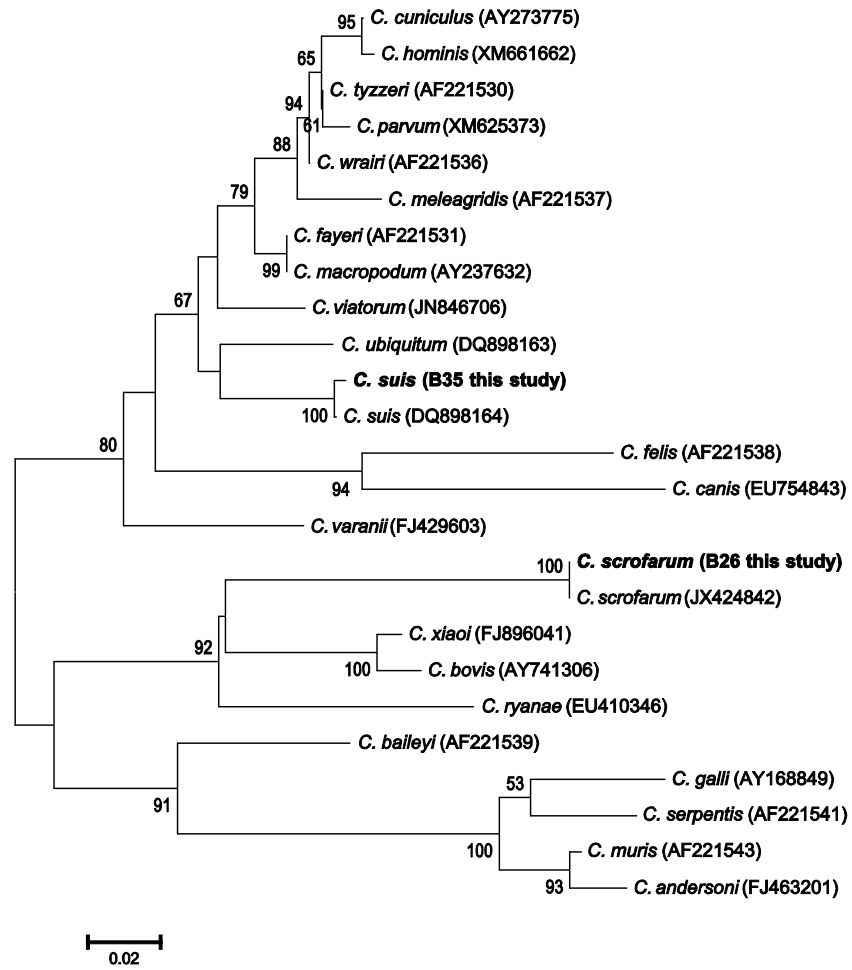 95
C. cuniculus (AY273775)
C. hominis (XM661662)
65
C. tyzzeri (AF221530)
94
61
C. parvum (XM625373)
88
C. wrairi (AF221536)
79
C. meleagridis (AF221537)
C. fayeri (AF221531)
99
C. macropodum (AY237632)
67
C. viatorum (JN846706)
C. ubiquitum (DQ898163)
C. suis (B35 this study)
100
C. suis (DQ898164)
80
C. felis (AF221538)
94
C. canis (EU754843)
C. varanii (FJ429603)
100
C. scrofarum (B26 this study)
C. scrofarum (JX424842)
92
C. xiaoi (FJ896041)
100
C. bovis (AY741306)
C. ryanae (EU410346)
C. baileyi (AF221539)
91
53
C. galli (AY168849)
C. serpentis (AF221541)
100
C. muris (AF221543)
93
C. andersoni (FJ463201)
0.02